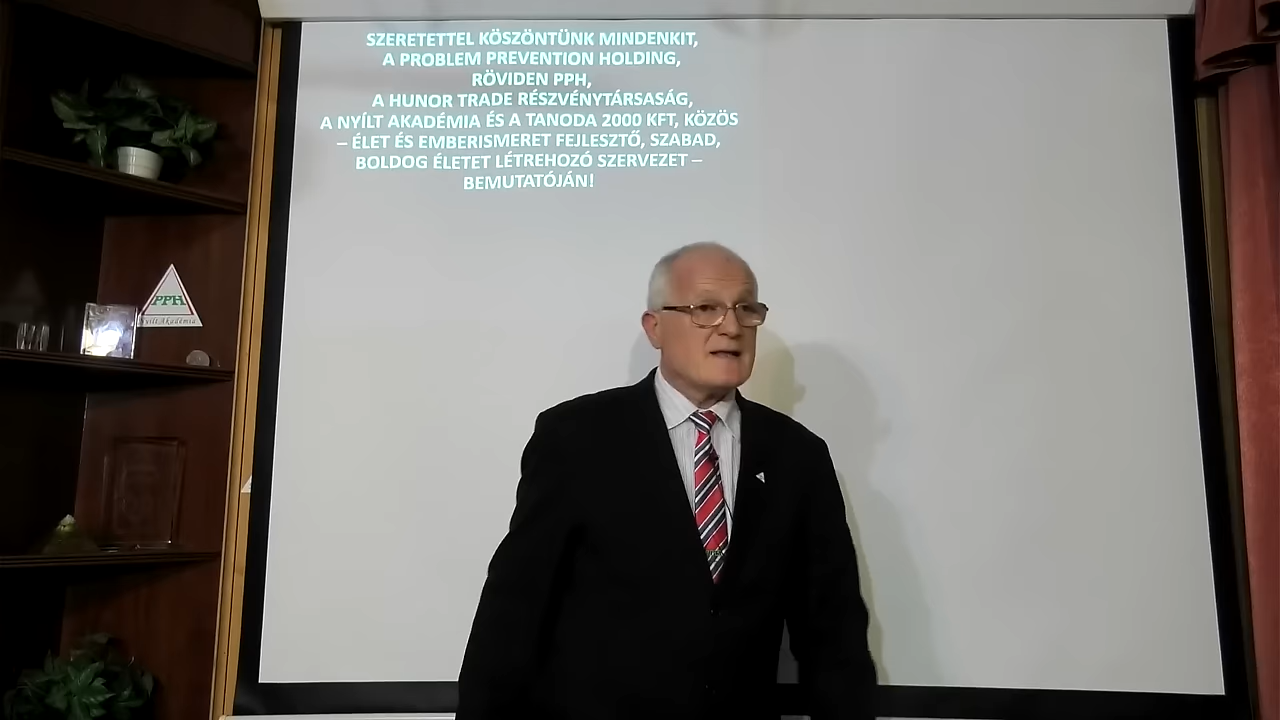 SZERETETTEL KÖSZÖNTÜNK MINDENKIT,
A PROBLEM PREVENTION HOLDING,
RÖVIDEN PPH,
A HUNOR TRADE RÉSZVÉNYTÁRSASÁG,
A NYÍLT AKADÉMIA ÉS A TANODA 2000 KFT, KÖZÖS
– ÉLET ÉS EMBERISMERET FEJLESZTŐ, SZABAD,
BOLDOG ÉLETET LÉTREHOZÓ SZERVEZET –
BEMUTATÓJÁN!
PPH
Nyílt Akadémia